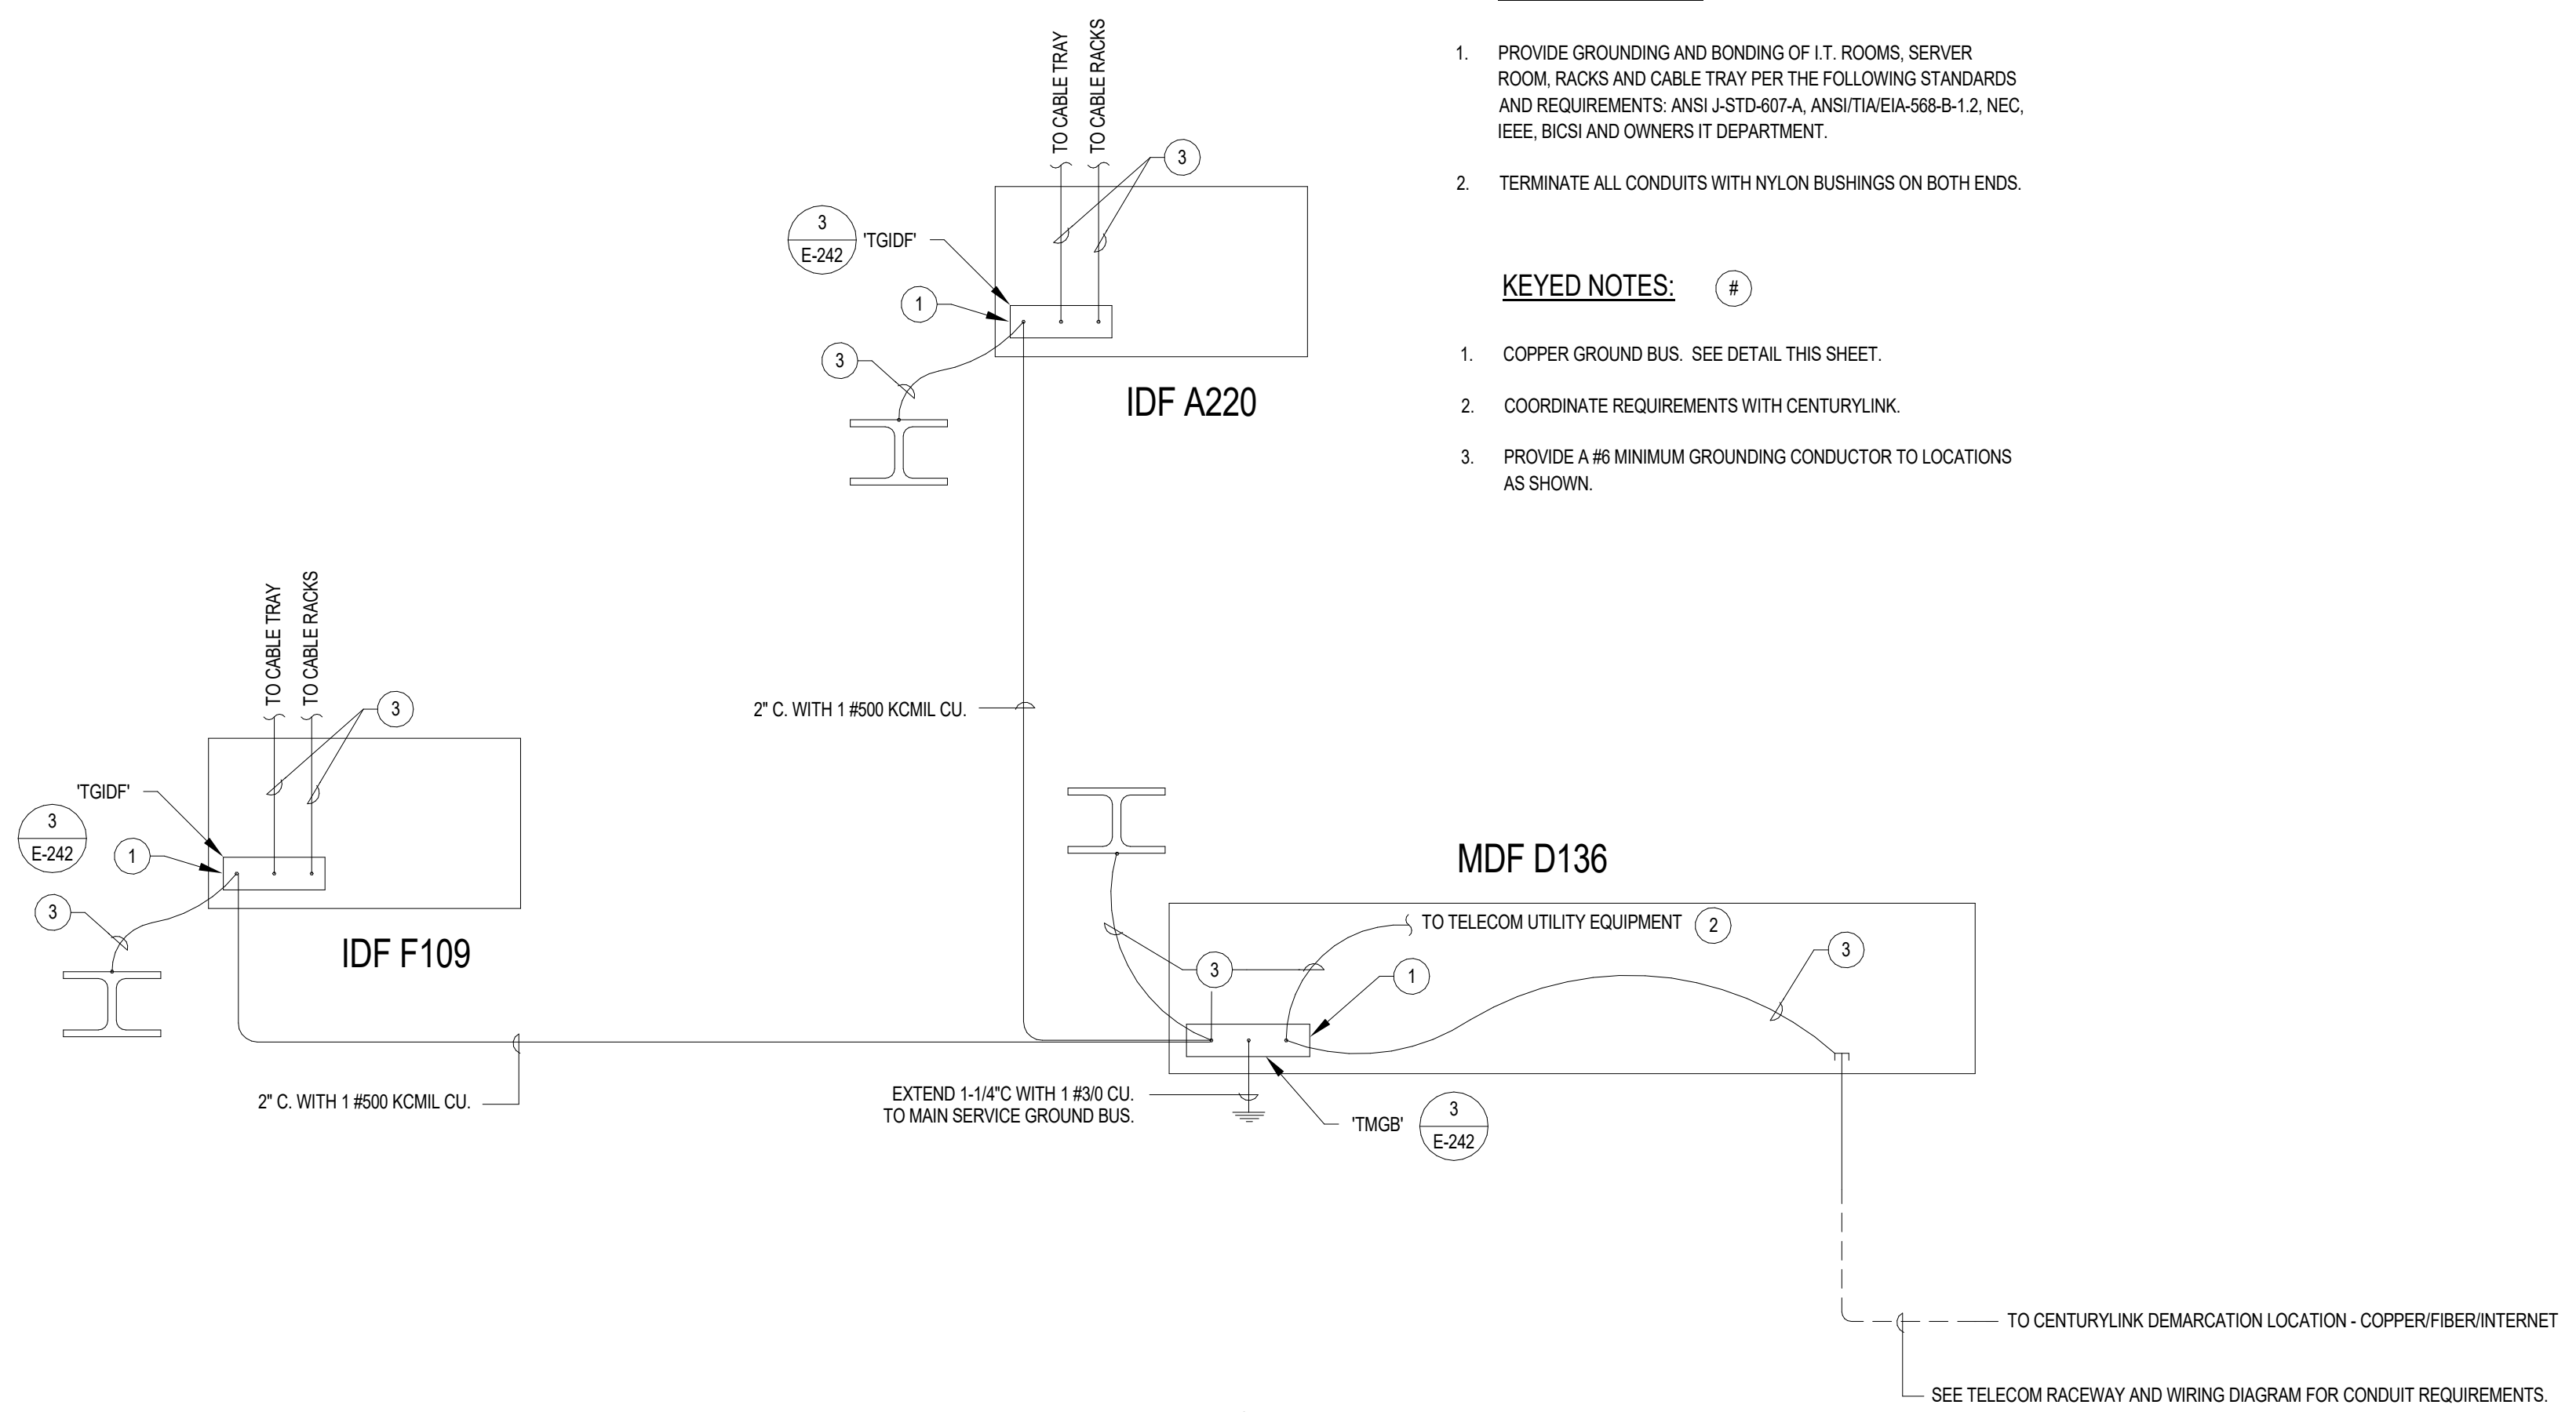 1. PROVIDE GROUNDING AND BONDING OF I.T. ROOMS, SERVER
ROOM, RACKS AND CABLE TRAY PER THE FOLLOWING STANDARDS
AND REQUIREMENTS: ANSI J-STD-607-A, ANSI/TIA/EIA-568-B-1.2, NEC,
IEEE, BICSI AND OWNERS IT DEPARTMENT.
2. TERMINATE ALL CONDUITS WITH NYLON BUSHINGS ON BOTH ENDS.
KEYED NOTES: #
1. COPPER GROUND BUS. SEE DETAIL THIS SHEET.
2. COORDINATE REQUIREMENTS WITH CENTURYLINK.
3. PROVIDE A #6 MINIMUM GROUNDING CONDUCTOR TO LOCATIONS
AS SHOWN.
TO CABLE TRAY
TO CABLE RACKS
3
3
E-242
'TGIDF'
1
3
IDF A220
2" C. WITH 1 #500 KCMIL CU.
TO CABLE TRAY
TO CABLE RACKS
3
'TGIDF'
3
E-242
1
3
IDF F109
2" C. WITH 1 #500 KCMIL CU.
MDF D136
TO TELECOM UTILITY EQUIPMENT 2
3
1
3
EXTEND 1-1/4"C WITH 1 #3/0 CU.
TO MAIN SERVICE GROUND BUS.
'TMGB'
3
E-242
TO CENTURYLINK DEMARCATION LOCATION - COPPER/FIBER/INTERNET
SEE TELECOM RACEWAY AND WIRING DIAGRAM FOR CONDUIT REQUIREMENTS.